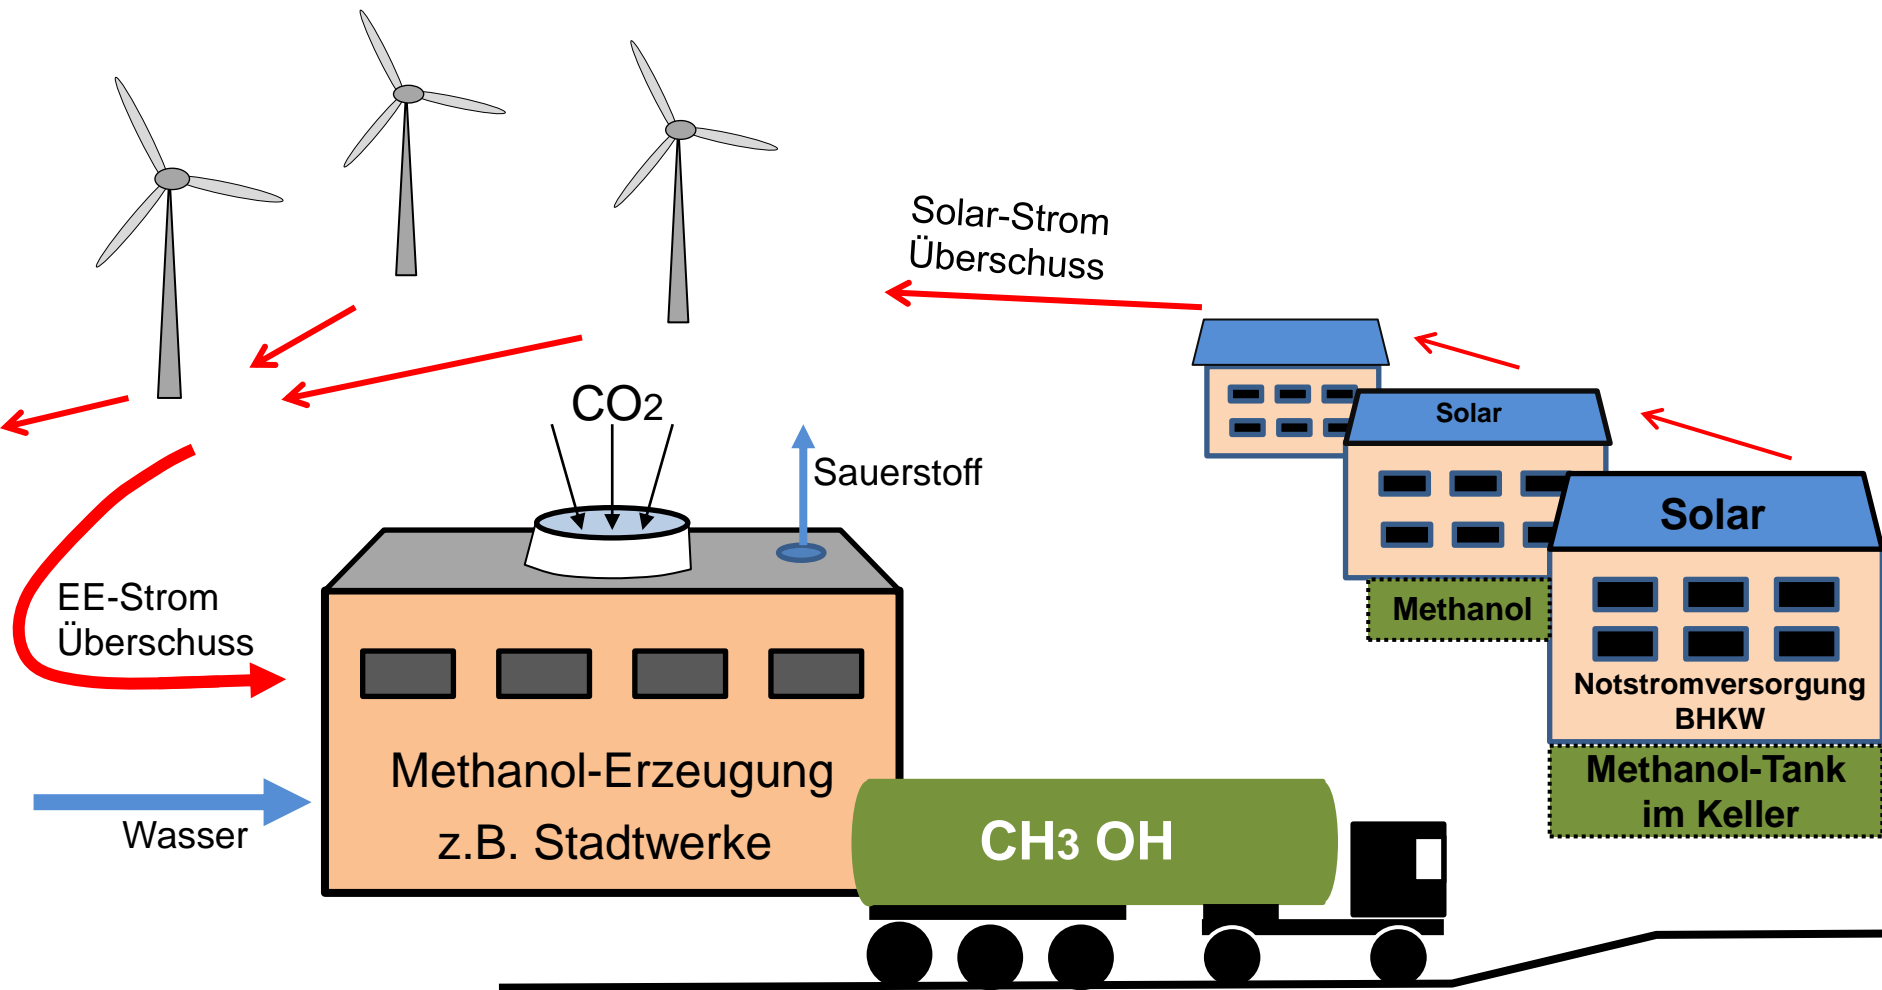 Solar-Strom
Überschuss
CO2
Sauerstoff
Solar
Solar
EE-Strom
Überschuss
Methanol
Notstromversorgung
BHKW
Methanol-Erzeugung
z.B. Stadtwerke
Methanol-Tank
im Keller
Wasser
CH3 OH